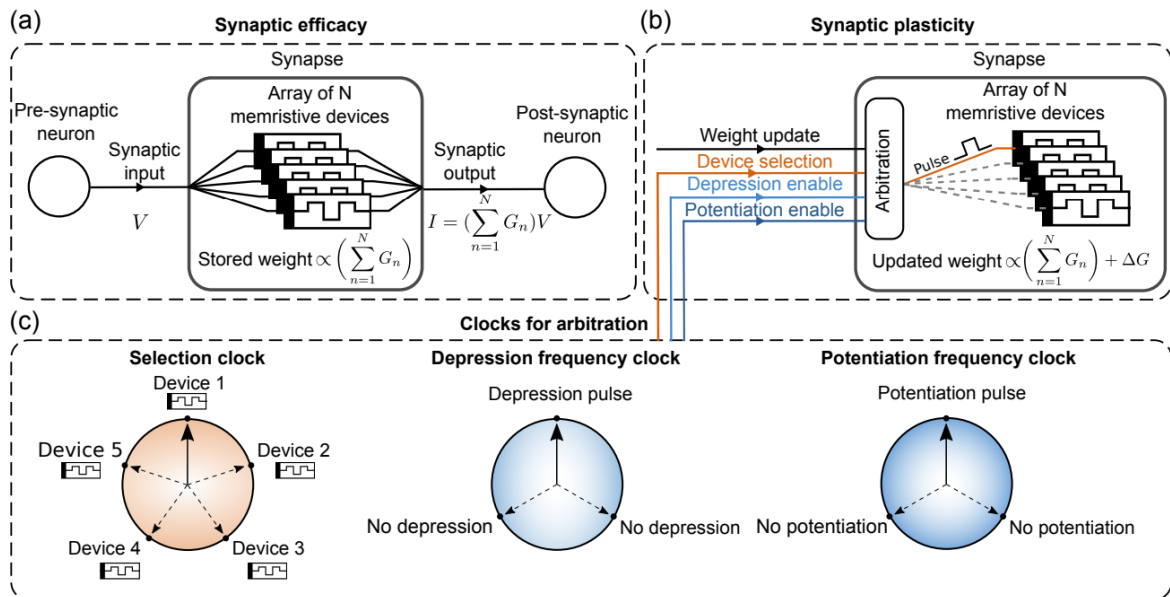 (a)
Synaptic efficacy
Synapse
Pre-synaptic
neuron
Synaptic
input
V
Array of N
memristive devices
Stored weight ∝ (∑_{n=1}^{N} G_n)
Synaptic
output
I = (∑_{n=1}^{N} G_n)V
Post-synaptic
neuron
(b)
Synaptic plasticity
Synapse
Weight update
Device selection
Depression enable
Potentiation enable
Arbitration
Array of N
memristive devices
Pulse
Updated weight ∝ (∑_{n=1}^{N} G_n) + ΔG
(c)
Clocks for arbitration
Selection clock
Device 1
Device 5
Device 2
Device 4
Device 3
Depression frequency clock
Depression pulse
No depression
No depression
Potentiation frequency clock
Potentiation pulse
No potentiation
No potentiation